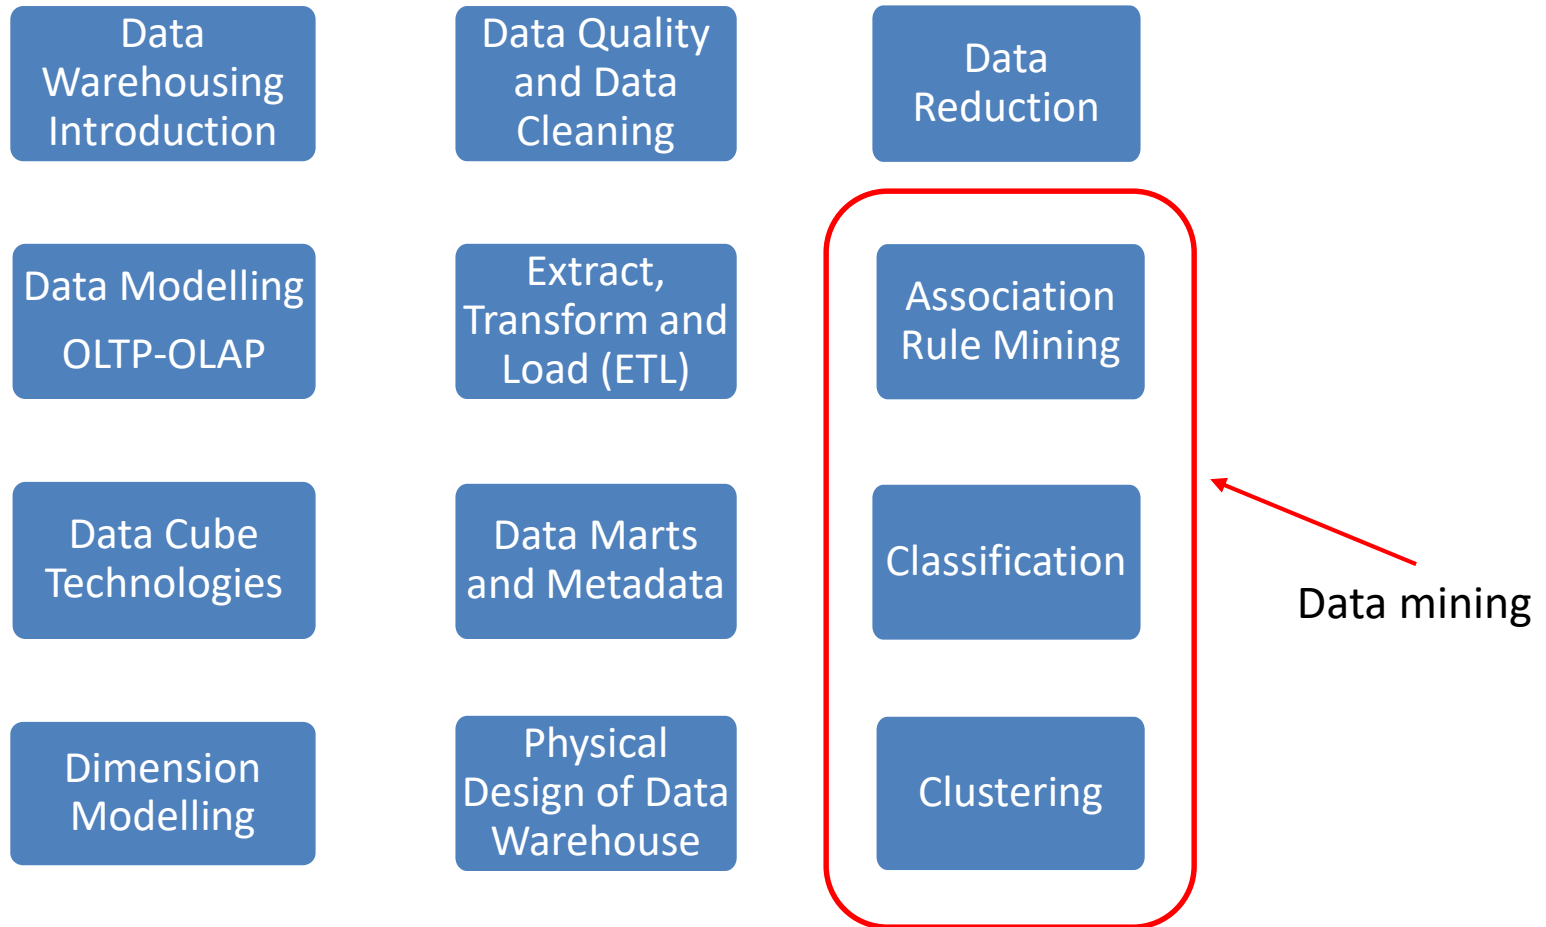 Data
Warehousing
Introduction
Data Quality
and Data
Cleaning
Data
Reduction
Data Modelling
OLTP-OLAP
Extract,
Transform and
Load (ETL)
Association
Rule Mining
Data Cube
Technologies
Data Marts
and Metadata
Classification
Data mining
Dimension
Modelling
Physical
Design of Data
Warehouse
Clustering